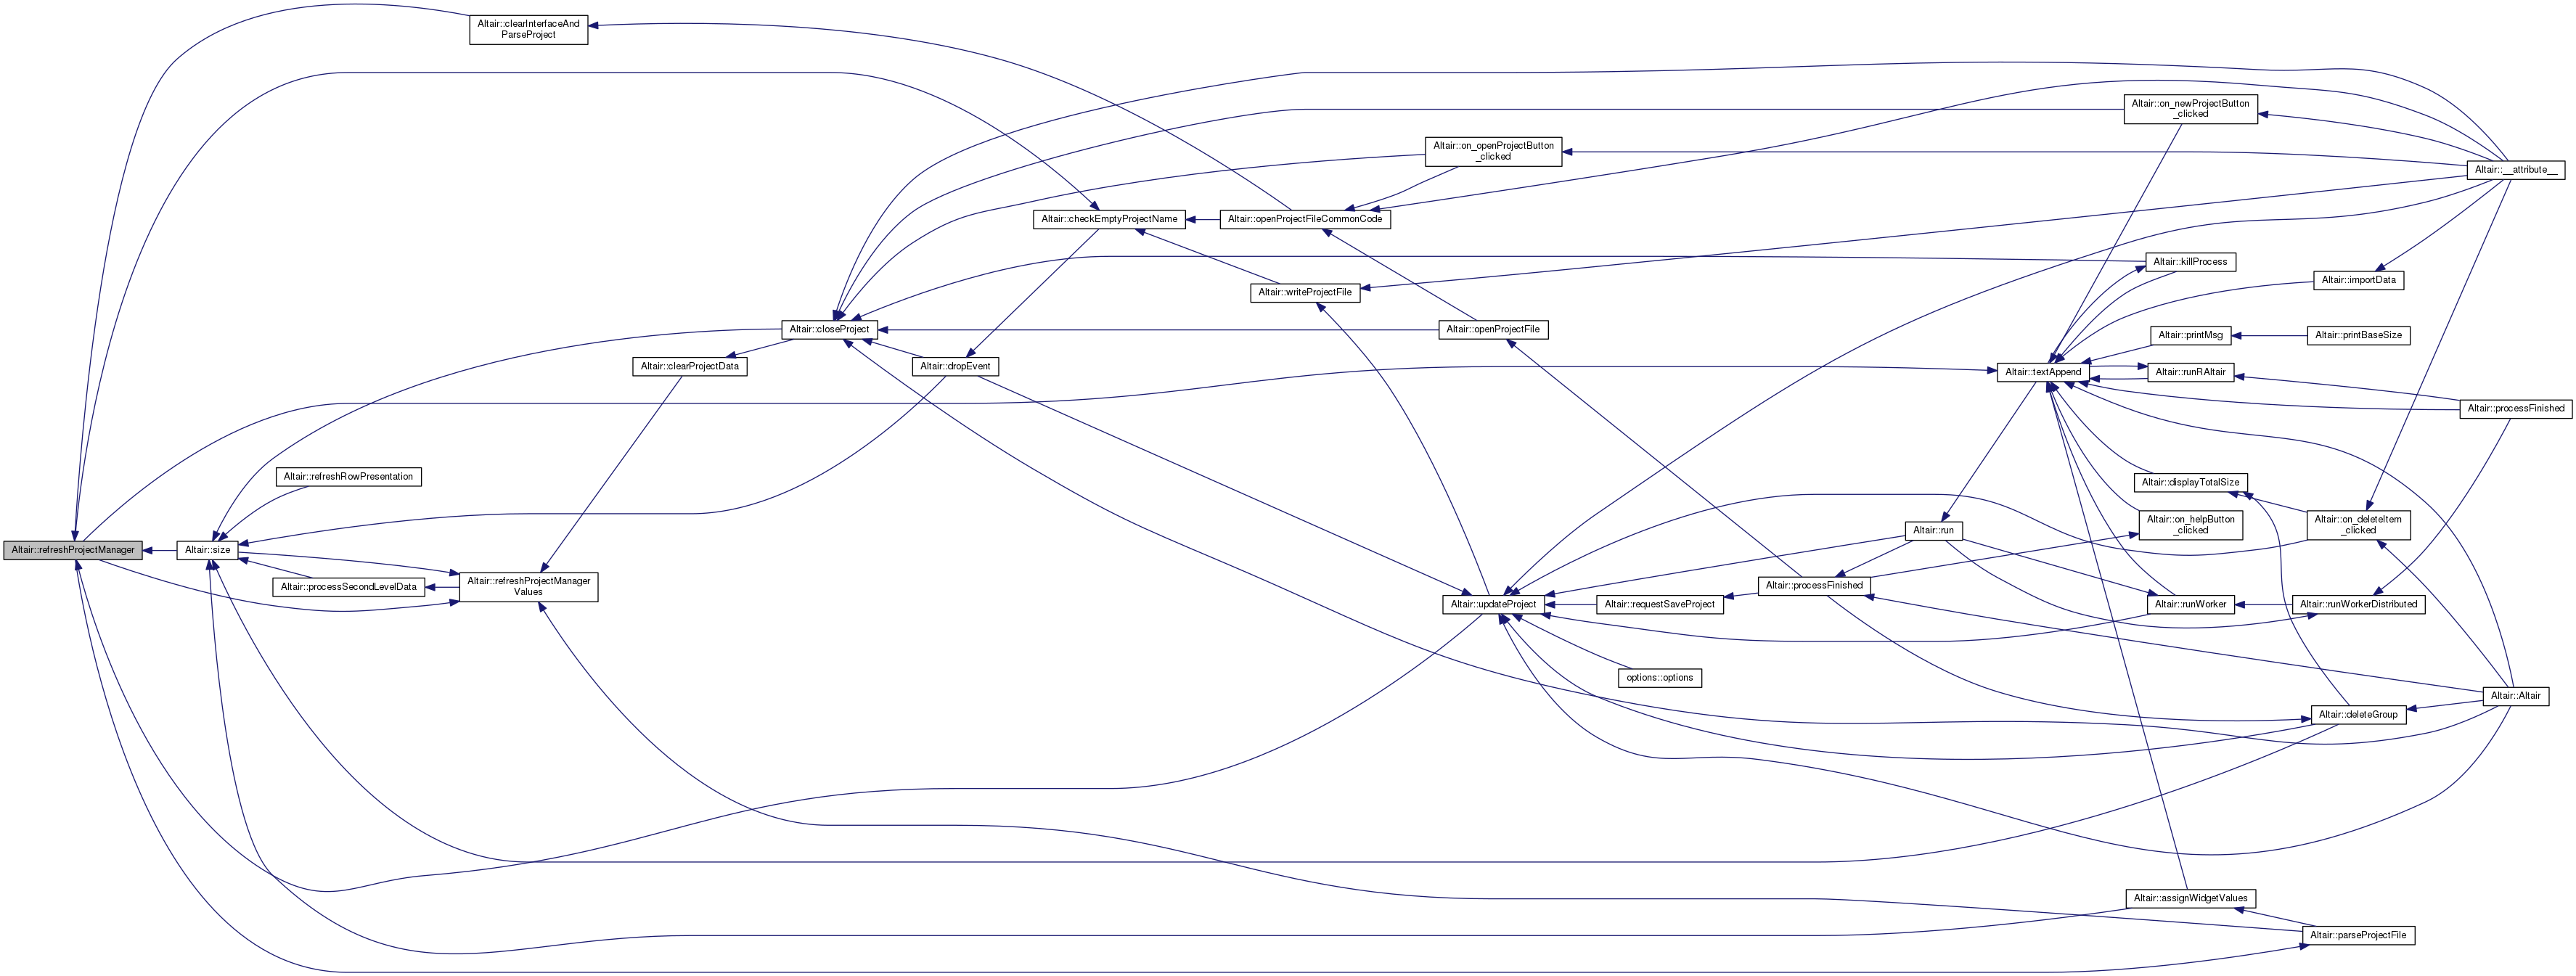 Altair::clearInterfaceAnd
ParseProject
Altair::on_newProjectButton
_clicked
Altair::on_openProjectButton
_clicked
Altair::__attribute__
Altair::checkEmptyProjectName
Altair::openProjectFileCommonCode
Altair::killProcess
Altair::importData
Altair::writeProjectFile
Altair::closeProject
Altair::openProjectFile
Altair::printMsg
Altair::printBaseSize
Altair::clearProjectData
Altair::dropEvent
Altair::textAppend
Altair::runRAltair
Altair::processFinished
Altair::refreshRowPresentation
Altair::displayTotalSize
Altair::on_helpButton
_clicked
Altair::on_deleteItem
_clicked
Altair::run
Altair::refreshProjectManager
Altair::size
Altair::processSecondLevelData
Altair::refreshProjectManager
Values
Altair::processFinished
Altair::updateProject
Altair::requestSaveProject
Altair::runWorker
Altair::runWorkerDistributed
options::options
Altair::Altair
Altair::deleteGroup
Altair::assignWidgetValues
Altair::parseProjectFile